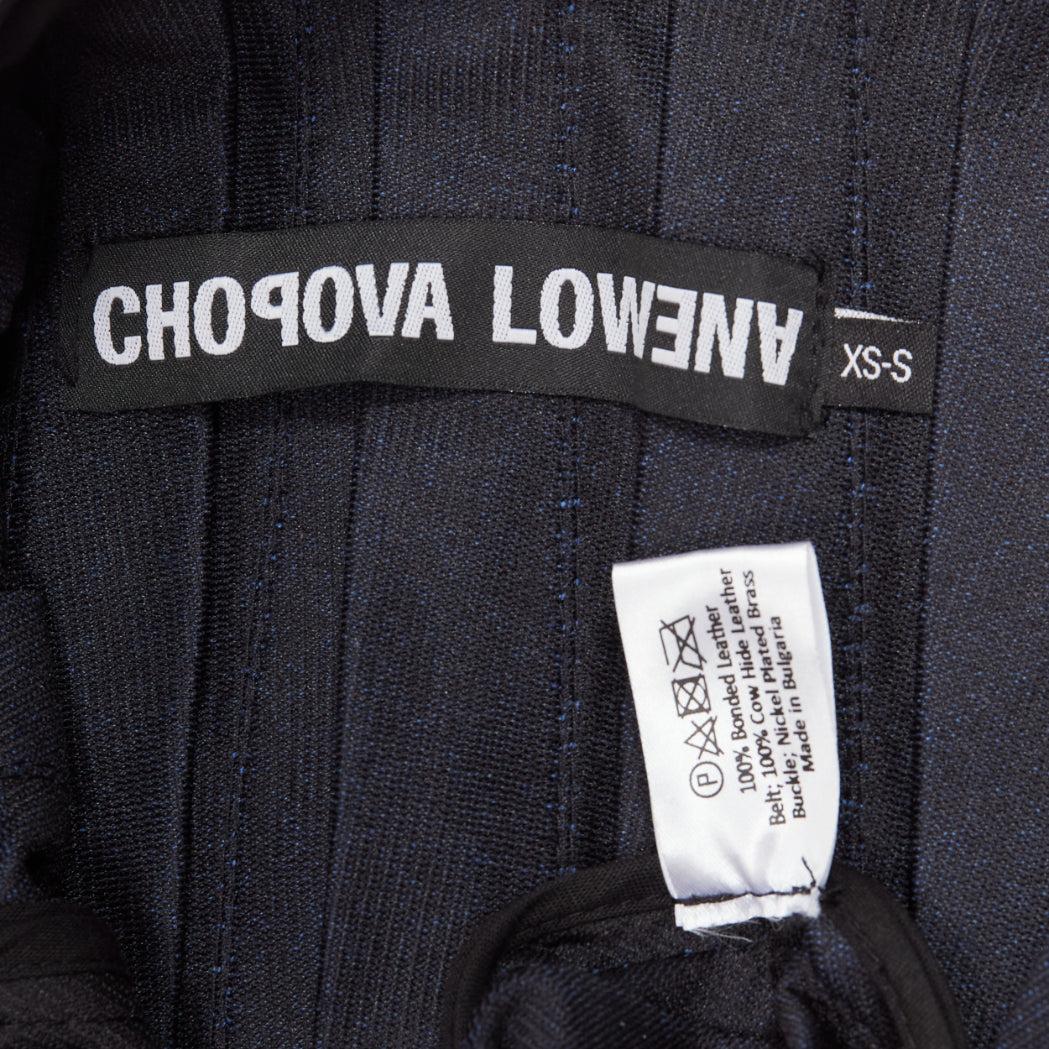 CHOPOVA LOWENA
XS-S
P
100% Bonded Leather
Belt; 100% Cow Hide Leather
Buckle; Nickel Plated Brass
Made in Bulgaria